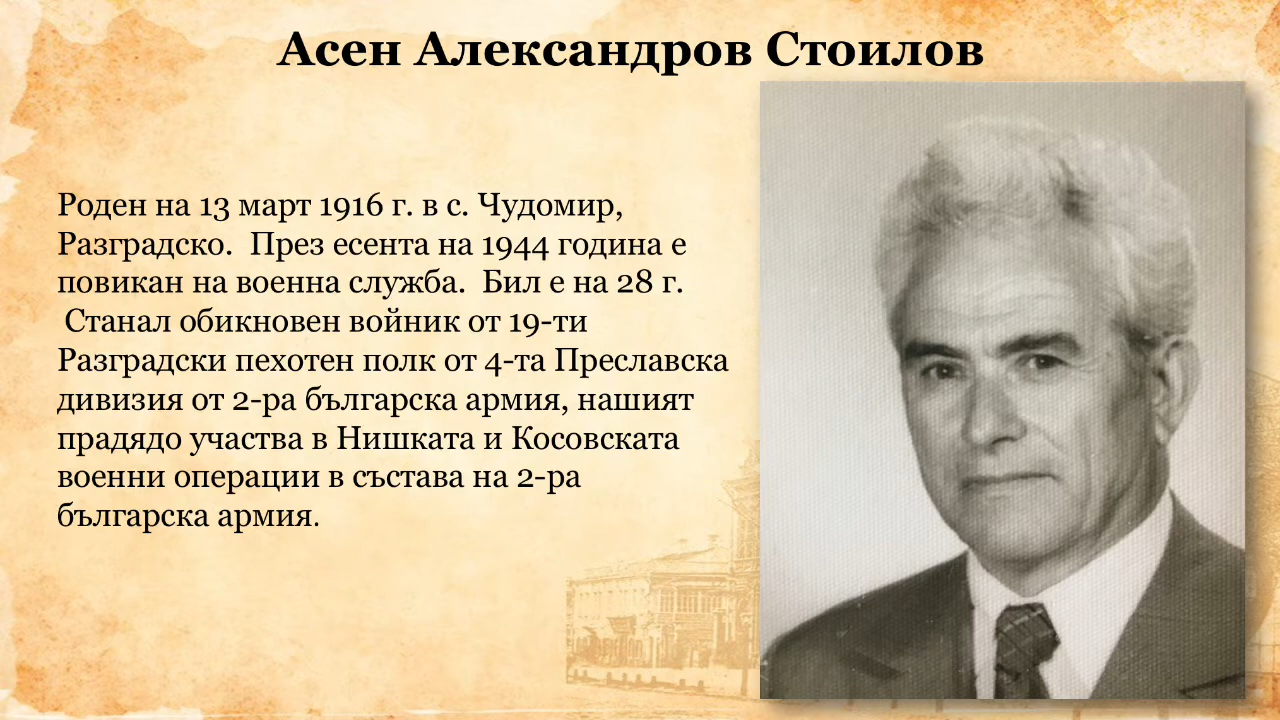 Асен Александров Стоилов
Роден на 13 март 1916 г. в с. Чудомир,
Разградско.  През есента на 1944 година е
повикан на военна служба.  Бил е на 28 г.
Станал обикновен войник от 19-ти
Разградски пехотен полк от 4-та Преславска
дивизия от 2-ра българска армия, нашият
прадядо участва в Нишката и Косовската
военни операции в състава на 2-ра
българска армия.